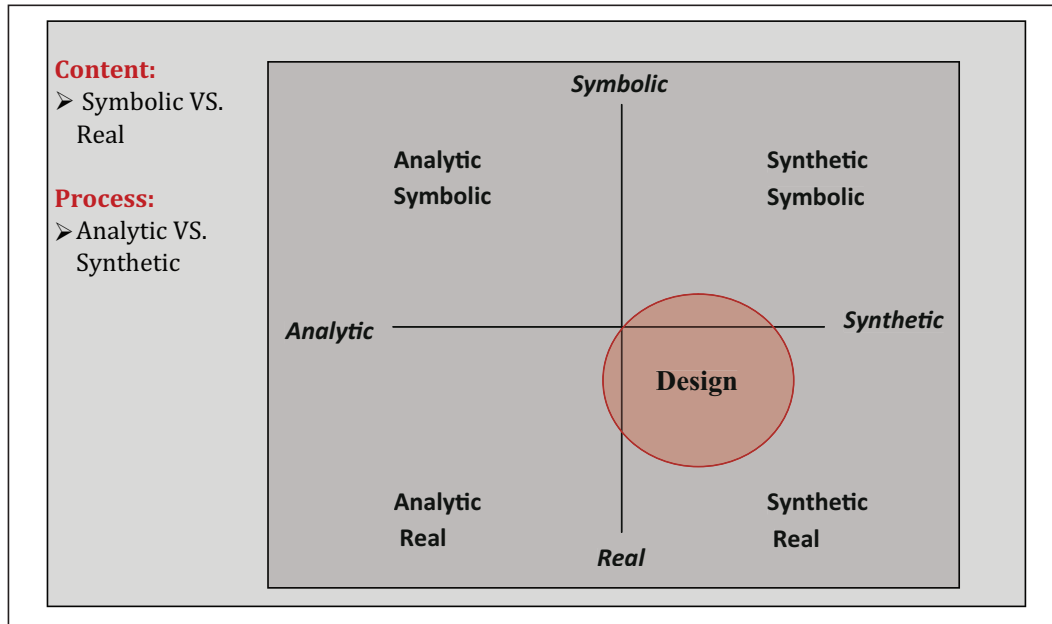 Content:
➢ Symbolic VS.
Real
Process:
➢ Analytic VS.
Synthetic
Symbolic
Analytic
Symbolic
Synthetic
Symbolic
Analytic
Synthetic
Design
Analytic
Real
Synthetic
Real
Real